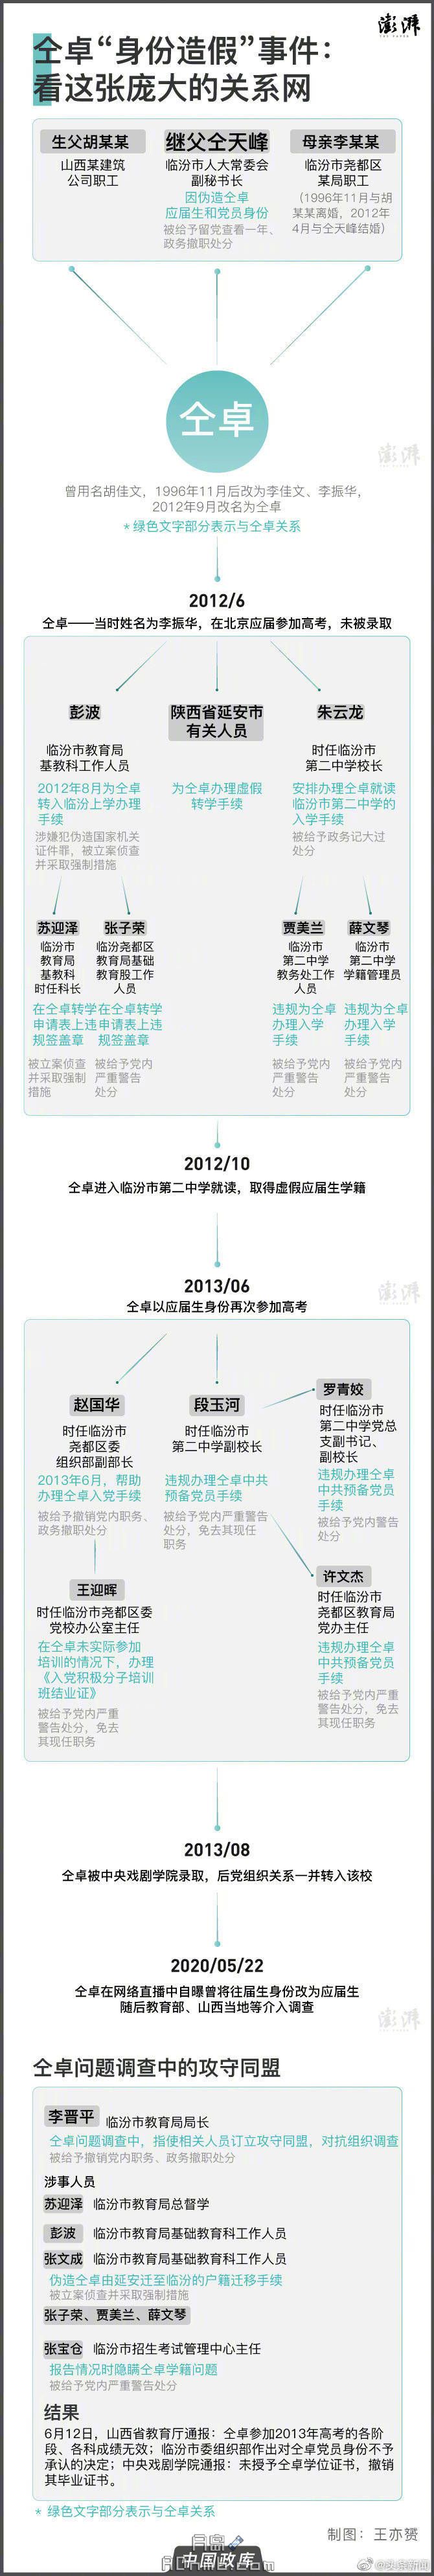 澎湃
THE PAPER
仝卓“身份造假”事件：
看这张庞大的关系网
生父胡某某
山西某建筑
公司职工
继父仝天峰
临汾市人大常委会
副秘书长
因伪造仝卓
应届生和党员身份
被给予留党查看一年、
政务撤职处分
母亲李某某
临汾市尧都区
某局职工
（1996年11月与胡
某某离婚，2012年
4月与仝天峰结婚）
仝卓
澎湃
曾用名胡佳文，1996年11月后改为李佳文、李振华，
2012年9月改名为仝卓
*绿色文字部分表示与仝卓关系
2012/6
仝卓——当时姓名为李振华，在北京应届参加高考，未被录取
彭波
临汾市教育局
基教科工作人员
2012年8月为仝卓
转入临汾上学办理
手续
涉嫌犯伪造国家机关
证件罪，被立案侦查
并采取强制措施
陕西省延安市
有关人员
为仝卓办理虚假
转学手续
朱云龙
时任临汾市
第二中学校长
安排办理仝卓就读
临汾市第二中学的
入学手续
被给予政务记大过
处分
苏迎泽
临汾市
教育局
基教科
时任科长
在仝卓转学
申请表上违
规签盖章
被立案侦查
并采取强制
措施
张子荣
临汾尧都区
教育局基础
教育股工作
人员
在仝卓转学
申请表上违
规签盖章
被给予党内
严重警告
处分
贾美兰
临汾市
第二中学
教务处工作
人员
违规为仝卓
办理入学
手续
被给予党内
严重警告
处分
薛文琴
临汾市
第二中学
学籍管理员
违规为仝卓
办理入学
手续
被给予党内
严重警告
处分
2012/10
仝卓进入临汾市第二中学就读，取得虚假应届生学籍
澎湃
2013/06
仝卓以应届生身份再次参加高考
赵国华
时任临汾市
尧都区委
组织部副部长
2013年6月，帮助
办理仝卓入党手续
被给予撤销党内职务、
政务撤职处分
段玉河
时任临汾市
第二中学副校长
违规办理仝卓中共
预备党员手续
被给予党内严重警告
处分，免去其现任
职务
罗青姣
时任临汾市
第二中学党总
支副书记、
副校长
违规办理仝卓
中共预备党员
手续
被给予党内警告
处分
王迎晖
时任临汾市尧都区委
党校办公室主任
在仝卓未实际参加
培训的情况下，办理
《入党积极分子培训
班结业证》
被给予党内严重
警告处分，免去
其现任职务
许文杰
时任临汾市
尧都区教育局
党办主任
违规办理仝卓
中共预备党员
手续
被给予党内严重
警告处分，免去
其现任职务
2013/08
仝卓被中央戏剧学院录取，后党组织关系一并转入该校
2020/05/22
仝卓在网络直播中自曝曾将往届生身份改为应届生
随后教育部、山西当地等介入调查
澎湃
仝卓问题调查中的攻守同盟
李晋平 临汾市教育局局长
仝卓问题调查中，指使相关人员订立攻守同盟，对抗组织调查
被给予撤销党内职务、政务撤职处分
涉事人员
苏迎泽 临汾市教育局总督学
彭波 临汾市教育局基础教育科工作人员
张文成 临汾市教育局基础教育科工作人员
伪造仝卓由延安迁至临汾的户籍迁移手续
被立案侦查并采取强制措施
张子荣、贾美兰、薛文琴
张宝仓 临汾市招生考试管理中心主任
报告情况时隐瞒仝卓学籍问题
被给予党内严重警告处分
结果
6月12日，山西省教育厅通报：仝卓参加2013年高考的各阶
段、各科成绩无效；临汾市委组织部作出对仝卓党员身份不予
承认的决定；中央戏剧学院通报：未授予仝卓学位证书，撤销
其毕业证书。
*绿色文字部分表示与仝卓关系
制图：王亦赟
中国政库
@头条新闻